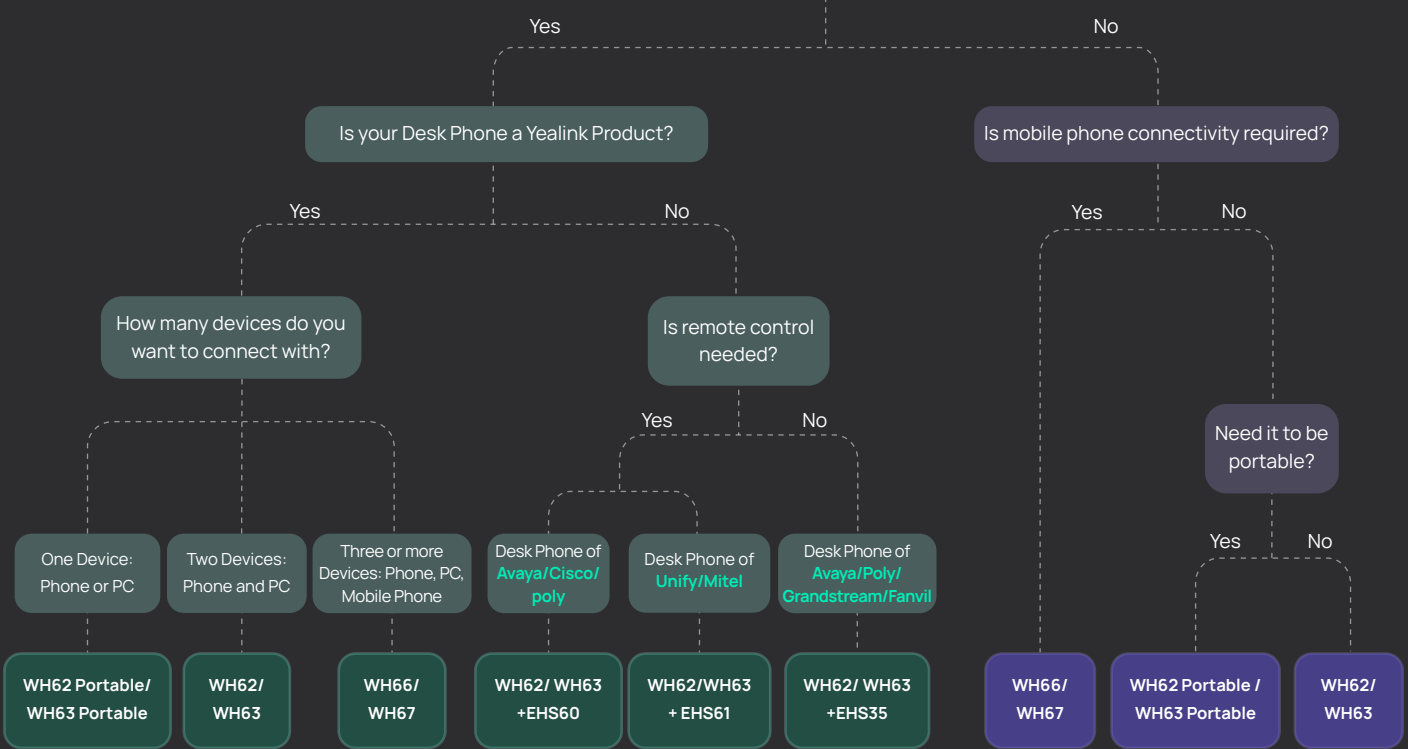 Yes
No
Is your Desk Phone a Yealink Product?
Is mobile phone connectivity required?
Yes
No
Yes
No
How many devices do you
want to connect with?
Is remote control
needed?
Yes
No
Need it to be
portable?
Yes
No
One Device:
Phone or PC
Two Devices:
Phone and PC
Three or more
Devices: Phone, PC,
Mobile Phone
Desk Phone of
Avaya/Cisco/
poly
Desk Phone of
Unify/Mitel
Desk Phone of
Avaya/Poly/
Grandstream/Fanvil
WH62 Portable/
WH63 Portable
WH62/
WH63
WH66/
WH67
WH62/ WH63
+EHS60
WH62/WH63
+ EHS61
WH62/ WH63
+EHS35
WH66/
WH67
WH62 Portable /
WH63 Portable
WH62/
WH63